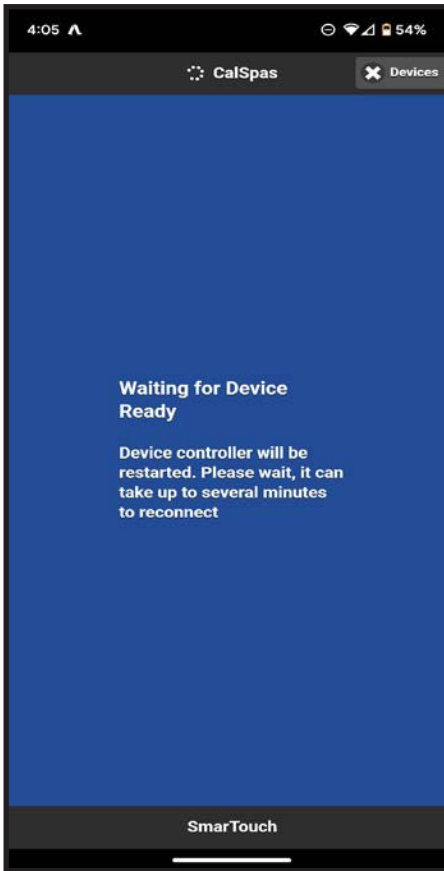 4:05 54%
CalSpas Devices
Waiting for Device
Ready
Device controller will be
restarted. Please wait, it can
take up to several minutes
to reconnect
SmarTouch